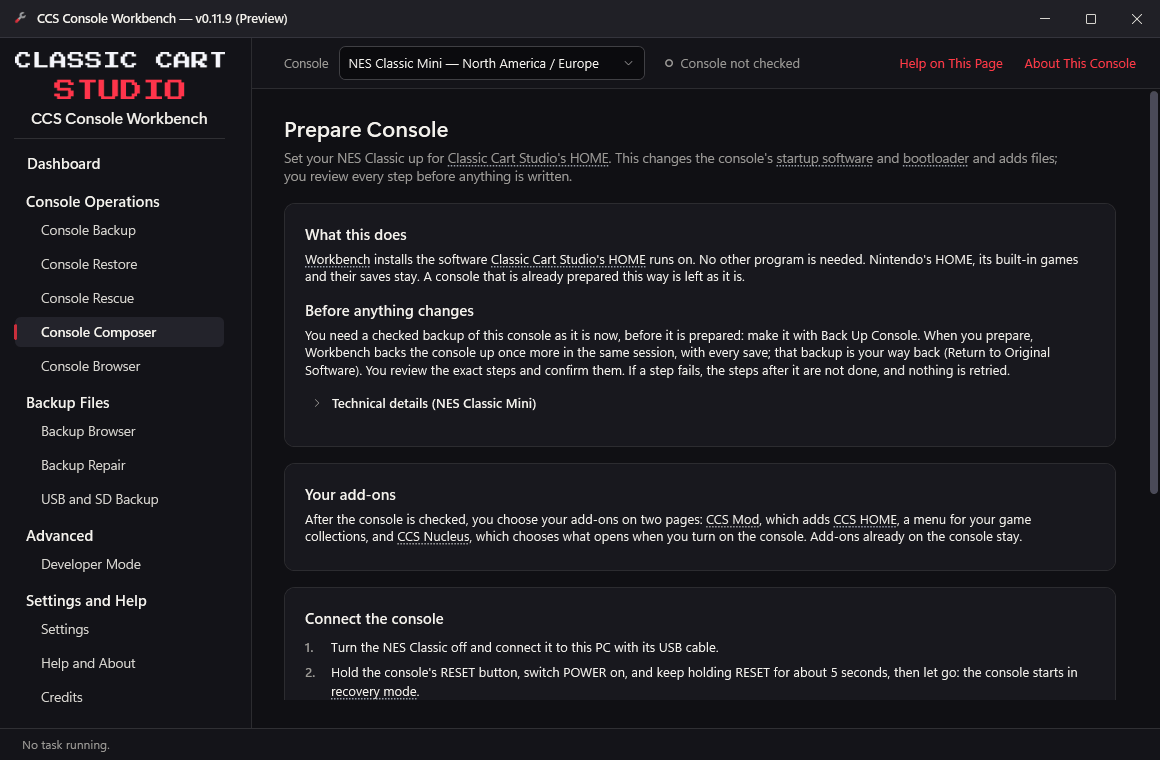 CCS Console Workbench — v0.11.9 (Preview)
CLASSIC CART
STUDIO
CCS Console Workbench
Dashboard
Console Operations
Console Backup
Console Restore
Console Rescue
Console Composer
Console Browser
Backup Files
Backup Browser
Backup Repair
USB and SD Backup
Advanced
Developer Mode
Settings and Help
Settings
Help and About
Credits
Console
NES Classic Mini — North America / Europe
Console not checked
Help on This Page
About This Console
Prepare Console
Set your NES Classic up for Classic Cart Studio's HOME. This changes the console's startup software and bootloader and adds files;
you review every step before anything is written.
What this does
Workbench installs the software Classic Cart Studio's HOME runs on. No other program is needed. Nintendo's HOME, its built-in games
and their saves stay. A console that is already prepared this way is left as it is.
Before anything changes
You need a checked backup of this console as it is now, before it is prepared: make it with Back Up Console. When you prepare,
Workbench backs the console up once more in the same session, with every save; that backup is your way back (Return to Original
Software). You review the exact steps and confirm them. If a step fails, the steps after it are not done, and nothing is retried.
Technical details (NES Classic Mini)
Your add-ons
After the console is checked, you choose your add-ons on two pages: CCS Mod, which adds CCS HOME, a menu for your game
collections, and CCS Nucleus, which chooses what opens when you turn on the console. Add-ons already on the console stay.
Connect the console
1. Turn the NES Classic off and connect it to this PC with its USB cable.
2. Hold the console's RESET button, switch POWER on, and keep holding RESET for about 5 seconds, then let go: the console starts in
recovery mode.
No task running.